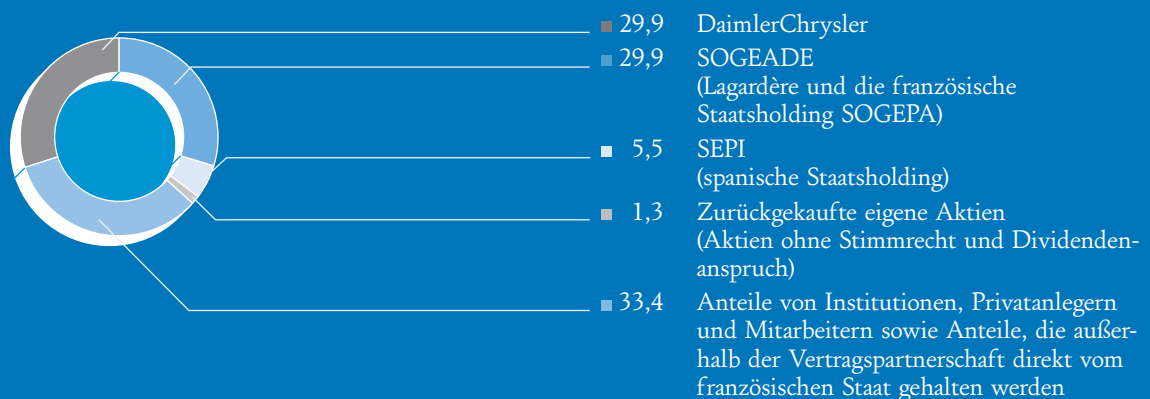 29,9 DaimlerChrysler
29,9 SOGEADE
(Lagardère und die französische
Staatsholding SOGEPA)
5,5 SEPI
(spanische Staatsholding)
1,3 Zurückgekaufte eigene Aktien
(Aktien ohne Stimmrecht und Dividenden-
anspruch)
33,4 Anteile von Institutionen, Privatanlegern
und Mitarbeitern sowie Anteile, die außer-
halb der Vertragspartnerschaft direkt vom
französischen Staat gehalten werden